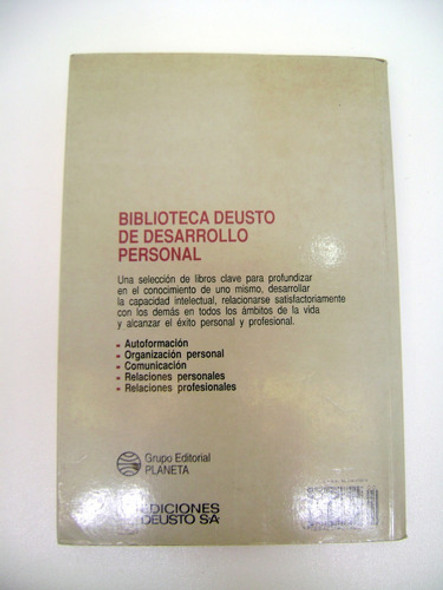 BIBLIOTECA DEUSTO
DE DESARROLLO
PERSONAL
Una selección de libros clave para profundizar
en el conocimiento de uno mismo, desarrollar
la capacidad intelectual, relacionarse satisfactoriamente
con los demás en todos los ámbitos de la vida
y alcanzar el éxito personal y profesional.
- Autoformación
- Organización personal
- Comunicación
- Relaciones personales
- Relaciones profesionales
Grupo Editorial
PLANETA
EDICIONES
DEUSTO S.A.